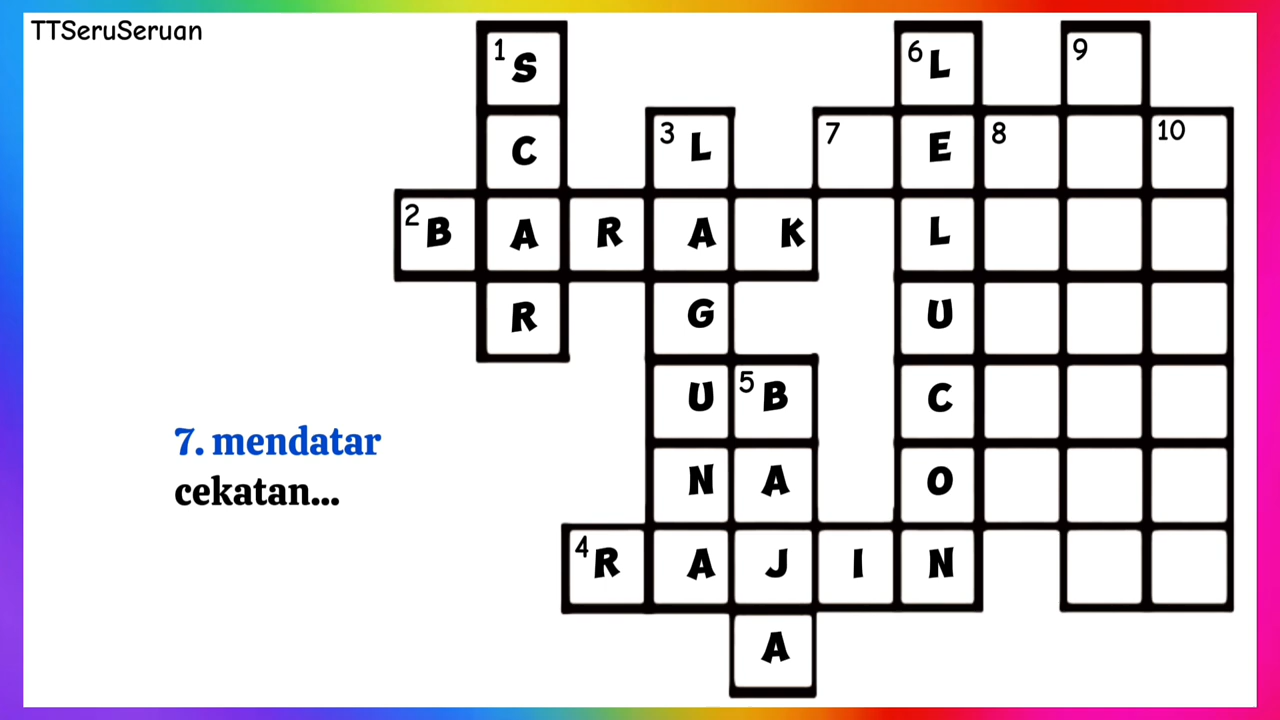 TTSeruSeruan
1 S 6 L 9
C 3 L 7 E 8 10
2 B A R A K L
R G U
U 5 B C
7. mendatar
cekatan...
N A O
4 R A J I N
A